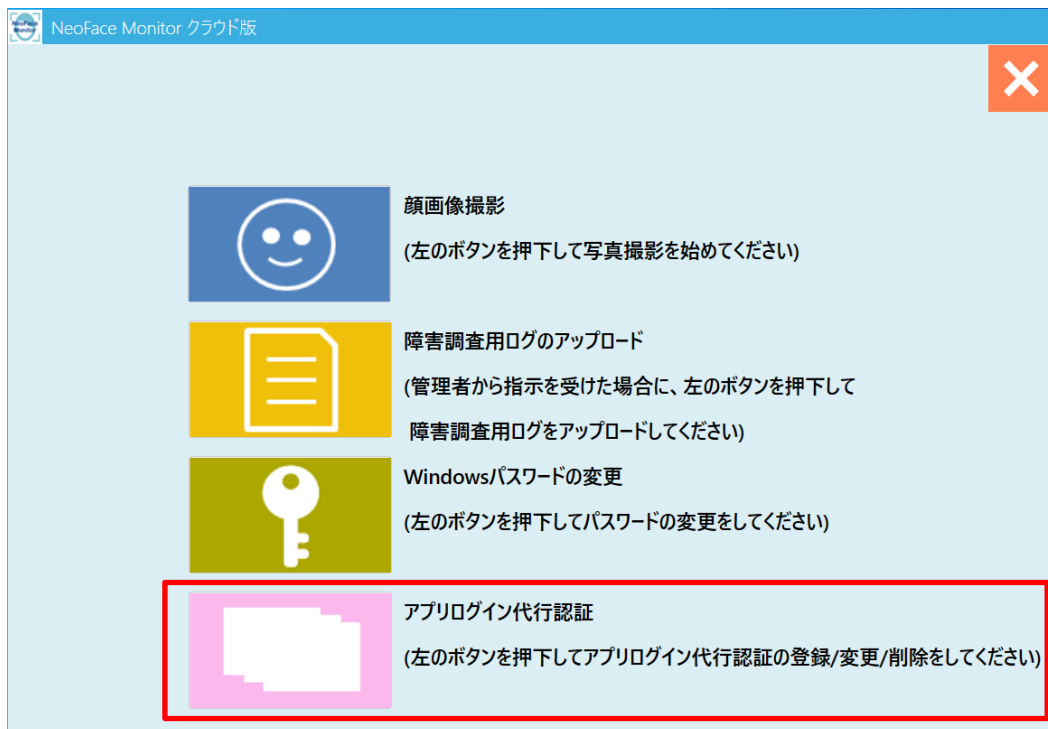 NeoFace Monitor
NeoFace Monitor クラウド版
顔画像撮影
(左のボタンを押下して写真撮影を始めてください)
障害調査用ログのアップロード
(管理者から指示を受けた場合に、左のボタンを押下して
障害調査用ログをアップロードしてください)
Windowsパスワードの変更
(左のボタンを押下してパスワードの変更をしてください)
アプリログイン代行認証
(左のボタンを押下してアプリログイン代行認証の登録/変更/削除をしてください)